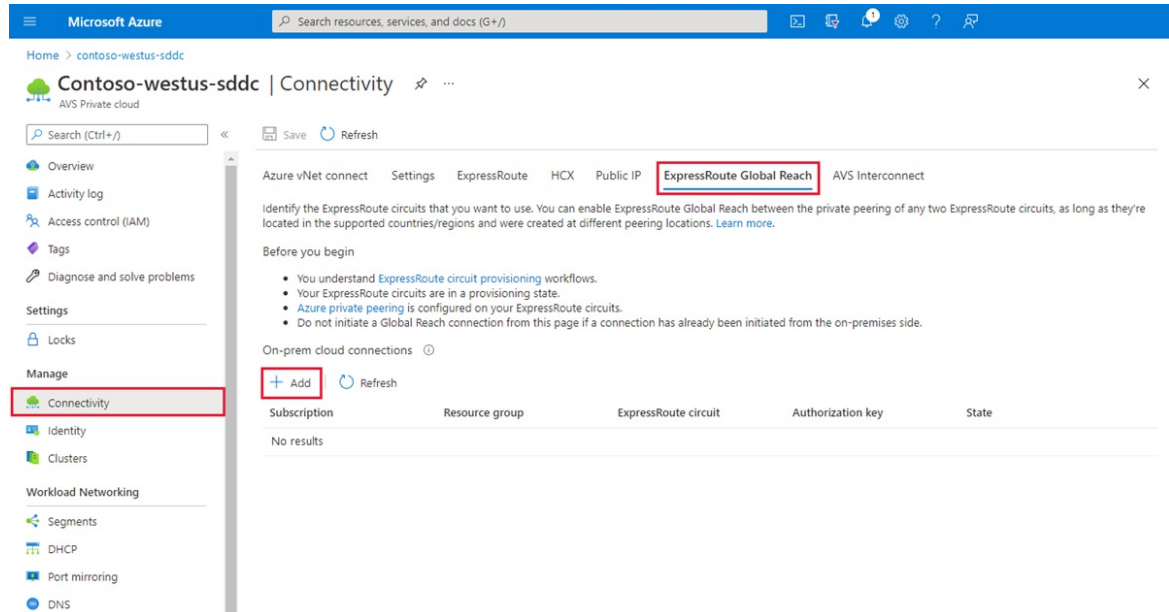 Microsoft Azure
Search resources, services, and docs (G+/)
1
Home > contoso-westus-sddc
Contoso-westus-sddc | Connectivity
AVS Private cloud
Search (Ctrl+/)
Overview
Activity log
Access control (IAM)
Tags
Diagnose and solve problems
Settings
Locks
Manage
Connectivity
Identity
Clusters
Workload Networking
Segments
DHCP
Port mirroring
DNS
Save Refresh
Azure vNet connect Settings ExpressRoute HCX Public IP ExpressRoute Global Reach AVS Interconnect
Identify the ExpressRoute circuits that you want to use. You can enable ExpressRoute Global Reach between the private peering of any two ExpressRoute circuits, as long as they're
located in the supported countries/regions and were created at different peering locations. Learn more.
Before you begin
• You understand ExpressRoute circuit provisioning workflows.
• Your ExpressRoute circuits are in a provisioning state.
• Azure private peering is configured on your ExpressRoute circuits.
• Do not initiate a Global Reach connection from this page if a connection has already been initiated from the on-premises side.
On-prem cloud connections
+ Add Refresh
Subscription Resource group ExpressRoute circuit Authorization key State
No results